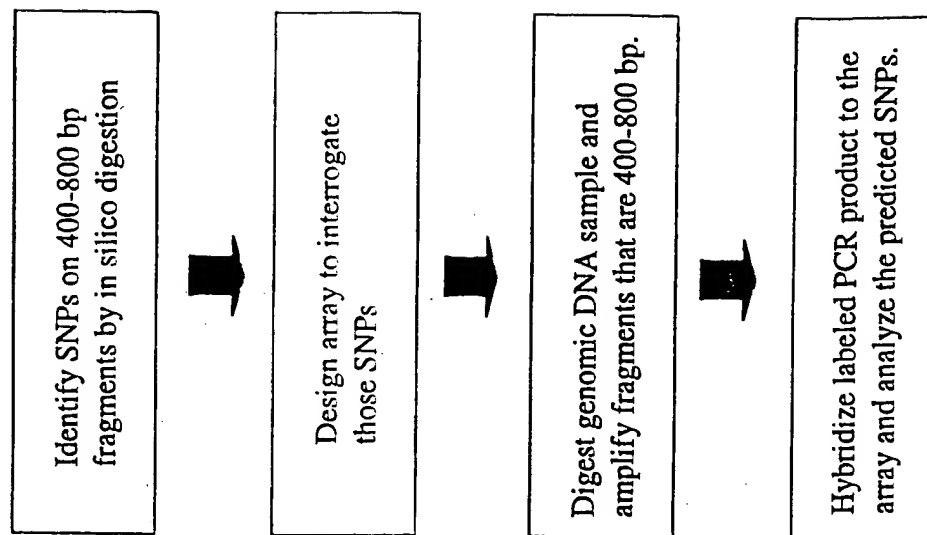 Identify SNPs on 400-800 bp
fragments by in silico digestion
Design array to interrogate
those SNPs
Digest genomic DNA sample and
amplify fragments that are 400-800 bp.
Hybridize labeled PCR product to the
array and analyze the predicted SNPs.